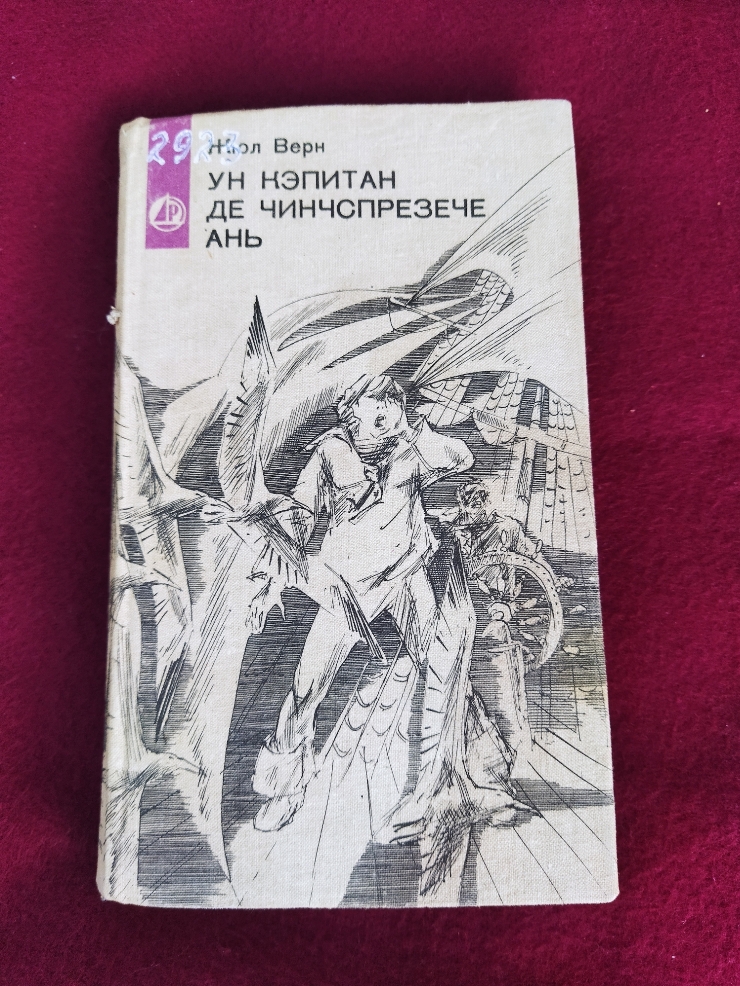 2923
Жюл Верн
УН КЭПИТАН
ДЕ ЧИНЧСПРЕЗЕЧЕ
АНЬ